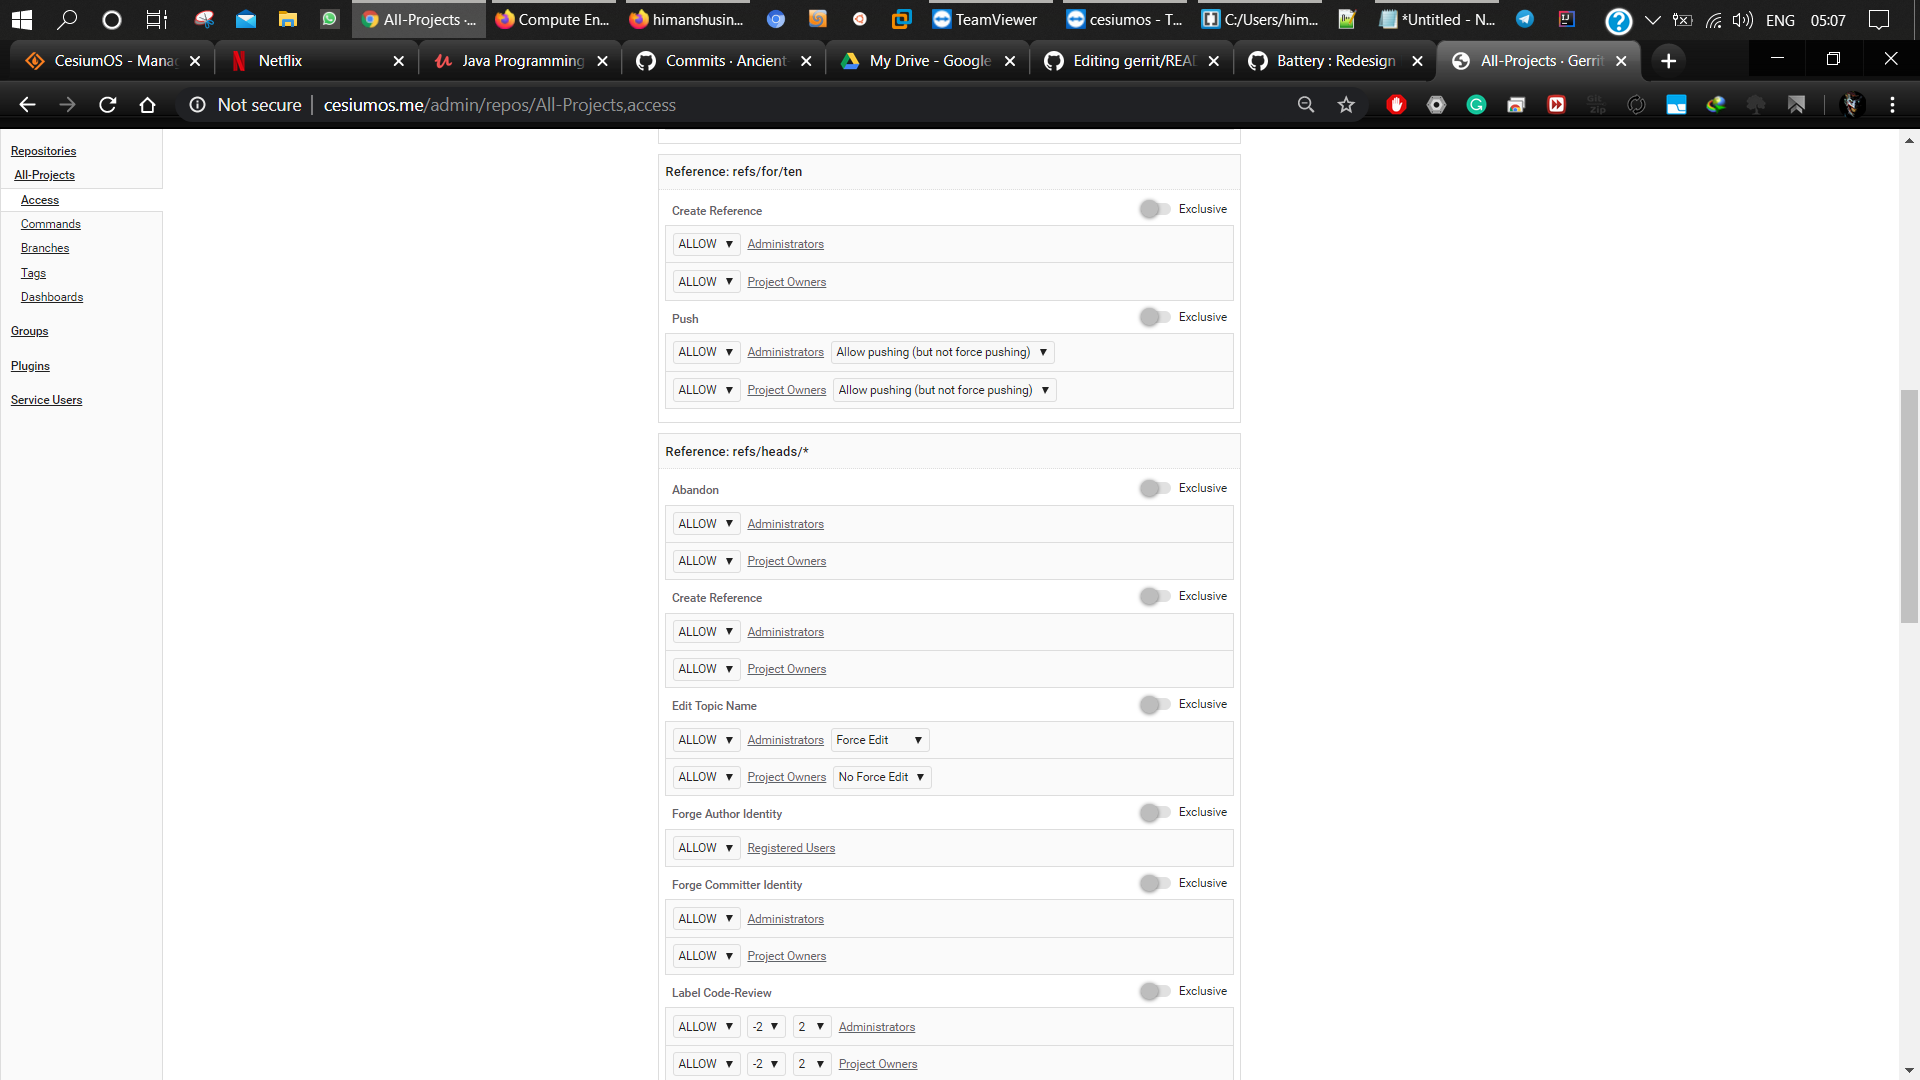 All-Projects ·...
Compute En...
himanshusin...
TeamViewer
cesiumos - T...
C:/Users/him...
*Untitled - N...
ENG
05:07
CesiumOS - Mana
Netflix
Java Programming
Commits · Ancient
My Drive - Google
Editing gerrit/REA
Battery : Redesign
All-Projects · Gerrit
Not secure
cesiumos.me/admin/repos/All-Projects,access
Repositories
All-Projects
Access
Commands
Branches
Tags
Dashboards
Groups
Plugins
Service Users
Reference: refs/for/ten
Create Reference
Exclusive
ALLOW ▼ Administrators
ALLOW ▼ Project Owners
Push
Exclusive
ALLOW ▼ Administrators Allow pushing (but not force pushing) ▼
ALLOW ▼ Project Owners Allow pushing (but not force pushing) ▼
Reference: refs/heads/*
Abandon
Exclusive
ALLOW ▼ Administrators
ALLOW ▼ Project Owners
Create Reference
Exclusive
ALLOW ▼ Administrators
ALLOW ▼ Project Owners
Edit Topic Name
Exclusive
ALLOW ▼ Administrators Force Edit ▼
ALLOW ▼ Project Owners No Force Edit ▼
Forge Author Identity
Exclusive
ALLOW ▼ Registered Users
Forge Committer Identity
Exclusive
ALLOW ▼ Administrators
ALLOW ▼ Project Owners
Label Code-Review
Exclusive
ALLOW ▼ -2 ▼ 2 ▼ Administrators
ALLOW ▼ -2 ▼ 2 ▼ Project Owners